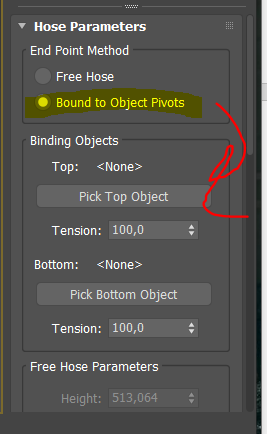 Hose Parameters
End Point Method
Free Hose
Bound to Object Pivots
Binding Objects
Top: <None>
Pick Top Object
Tension: 100,0
Bottom: <None>
Pick Bottom Object
Tension: 100,0
Free Hose Parameters
Height: 513,064